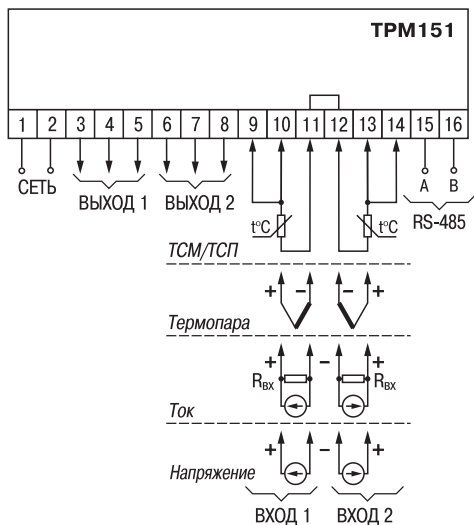 ТРМ151
1 2 3 4 5 6 7 8 9 10 11 12 13 14 15 16
СЕТЬ
ВЫХОД 1
ВЫХОД 2
A B
RS-485
t°C
t°C
ТСМ/ТСП
+ - - +
Термопара
+ - +
Rвх
Rвх
Ток
+ - +
Напряжение
ВХОД 1
ВХОД 2